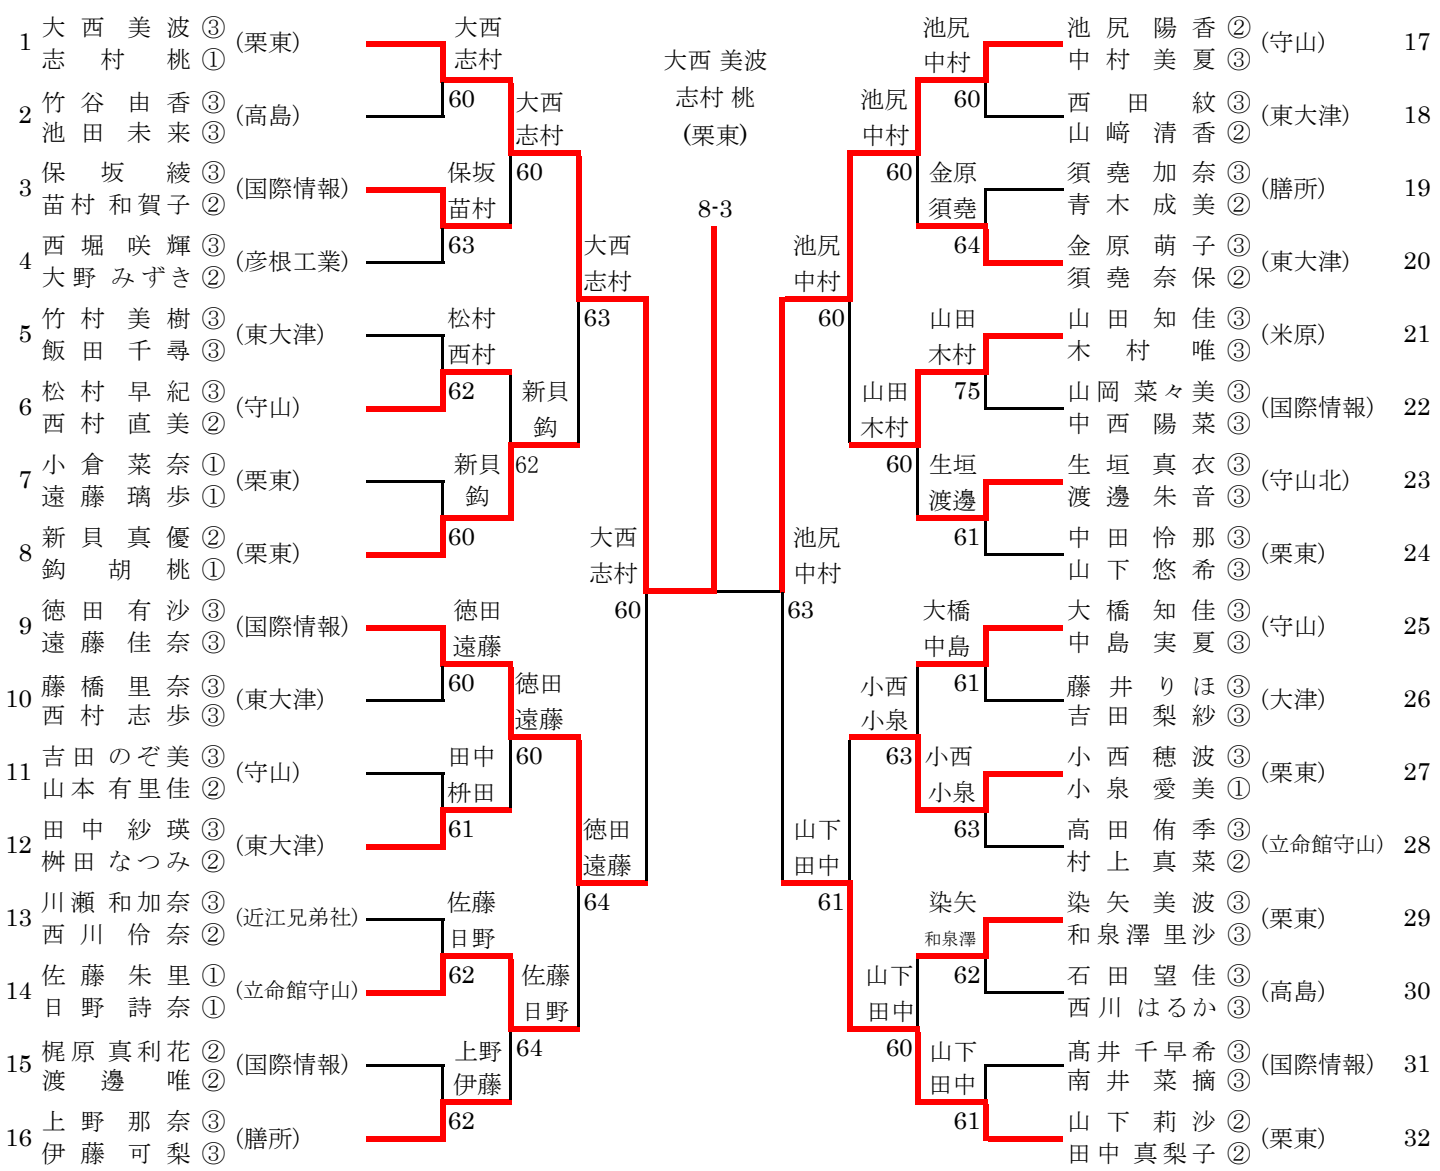 1 大西美波③ (栗東)
志村桃①
2 竹谷由香③ (高島)
池田未来③
3 保坂綾③ (国際情報)
苗村和賀子②
4 西堀咲輝③ (彦根工業)
大野みずき②
5 竹村美樹③ (東大津)
飯田千尋③
6 松村早紀③ (守山)
西村直美②
7 小倉菜奈① (栗東)
遠藤璃歩①
8 新貝真優② (栗東)
鈎胡桃①
9 徳田有沙③ (国際情報)
遠藤佳奈③
10 藤橋里奈③ (東大津)
西村志歩③
11 吉田のぞ美③ (守山)
山本有里佳②
12 田中紗瑛③ (東大津)
桝田なつみ②
13 川瀬和加奈③ (近江兄弟社)
西川伶奈②
14 佐藤朱里① (立命館守山)
日野詩奈①
15 梶原真利花② (国際情報)
渡邊唯②
16 上野那奈③ (膳所)
伊藤可梨③
大西
志村
60
保坂
苗村
63
松村
西村
62
新貝
鈎
60
徳田
遠藤
60
田中
枡田
61
佐藤
日野
62
上野
伊藤
62
大西
志村
60
新貝
鈎
62
徳田
遠藤
60
佐藤
日野
64
大西
志村
63
徳田
遠藤
64
大西
志村
60
大西 美波
志村 桃
(栗東)
8-3
池尻
中村
63
池尻
中村
60
山下
田中
61
池尻
中村
60
山田
木村
60
小西
小泉
63
山下
田中
60
池尻
中村
60
金原
須堯
64
山田
木村
75
生垣
渡邊
61
大橋
中島
61
小西
小泉
63
染矢
和泉澤
62
山下
田中
61
池尻陽香② (守山) 17
中村美夏③
西田紋③ (東大津) 18
山﨑清香②
須堯加奈③ (膳所) 19
青木成美②
金原萌子③ (東大津) 20
須堯奈保②
山田知佳③ (米原) 21
木村唯③
山岡菜々美③ (国際情報) 22
中西陽菜③
生垣真衣③ (守山北) 23
渡邊朱音③
中田怜那③ (栗東) 24
山下悠希③
大橋知佳③ (守山) 25
中島実夏③
藤井りほ③ (大津) 26
吉田梨紗③
小西穂波③ (栗東) 27
小泉愛美①
高田侑季③ (立命館守山) 28
村上真菜②
染矢美波③ (栗東) 29
和泉澤里沙③
石田望佳③ (高島) 30
西川はるか③
髙井千早希③ (国際情報) 31
南井菜摘③
山下莉沙② (栗東) 32
田中真梨子②